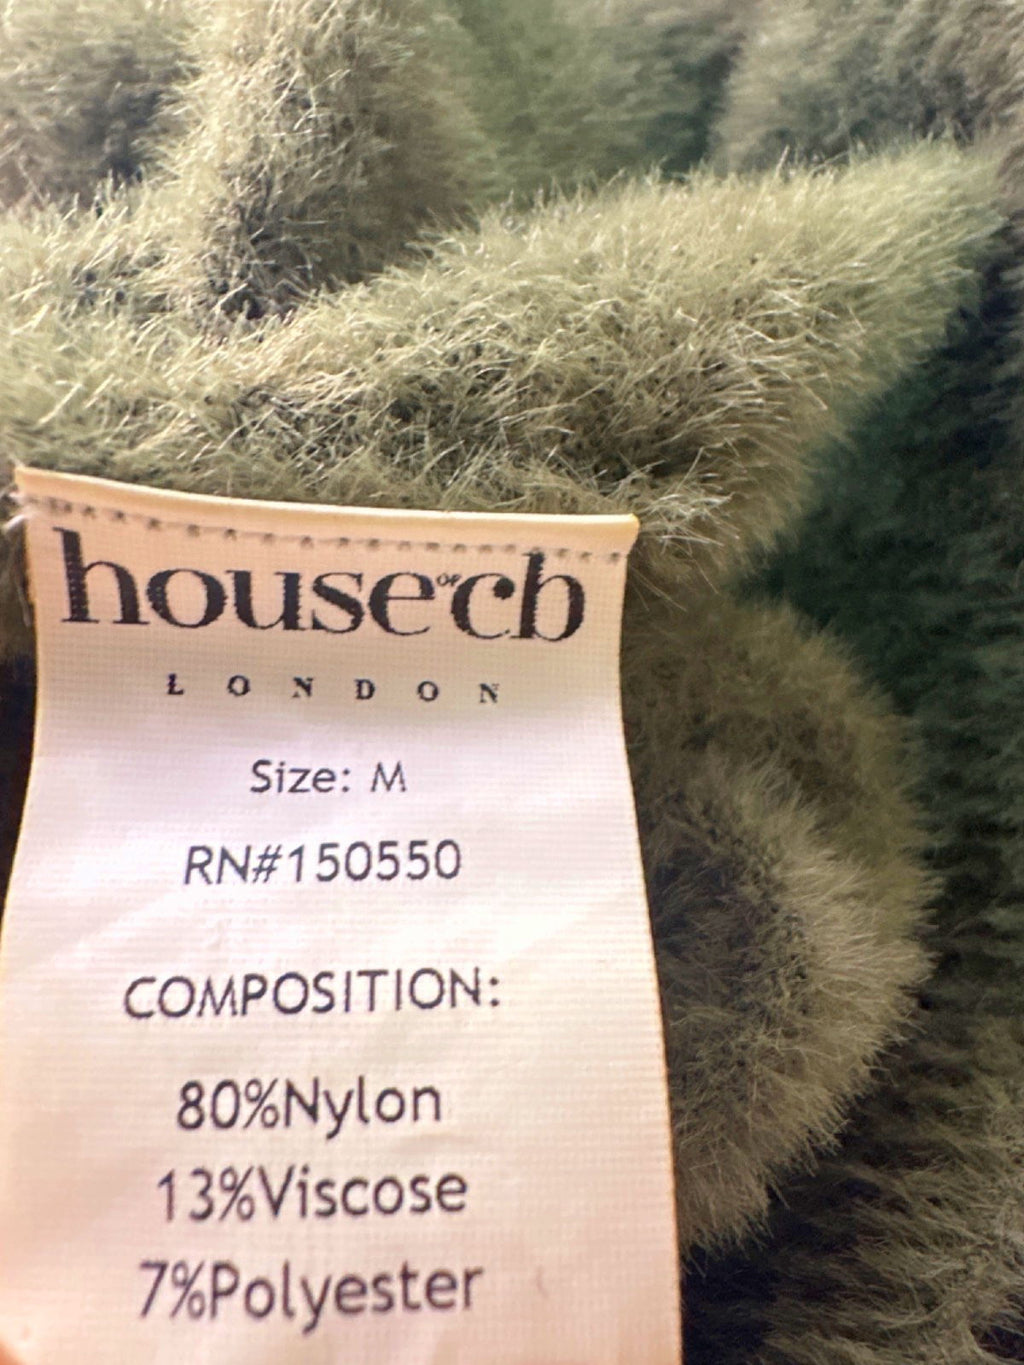 house OF cb
LONDON
Size: M
RN#150550
COMPOSITION:
80%Nylon
13%Viscose
7%Polyester